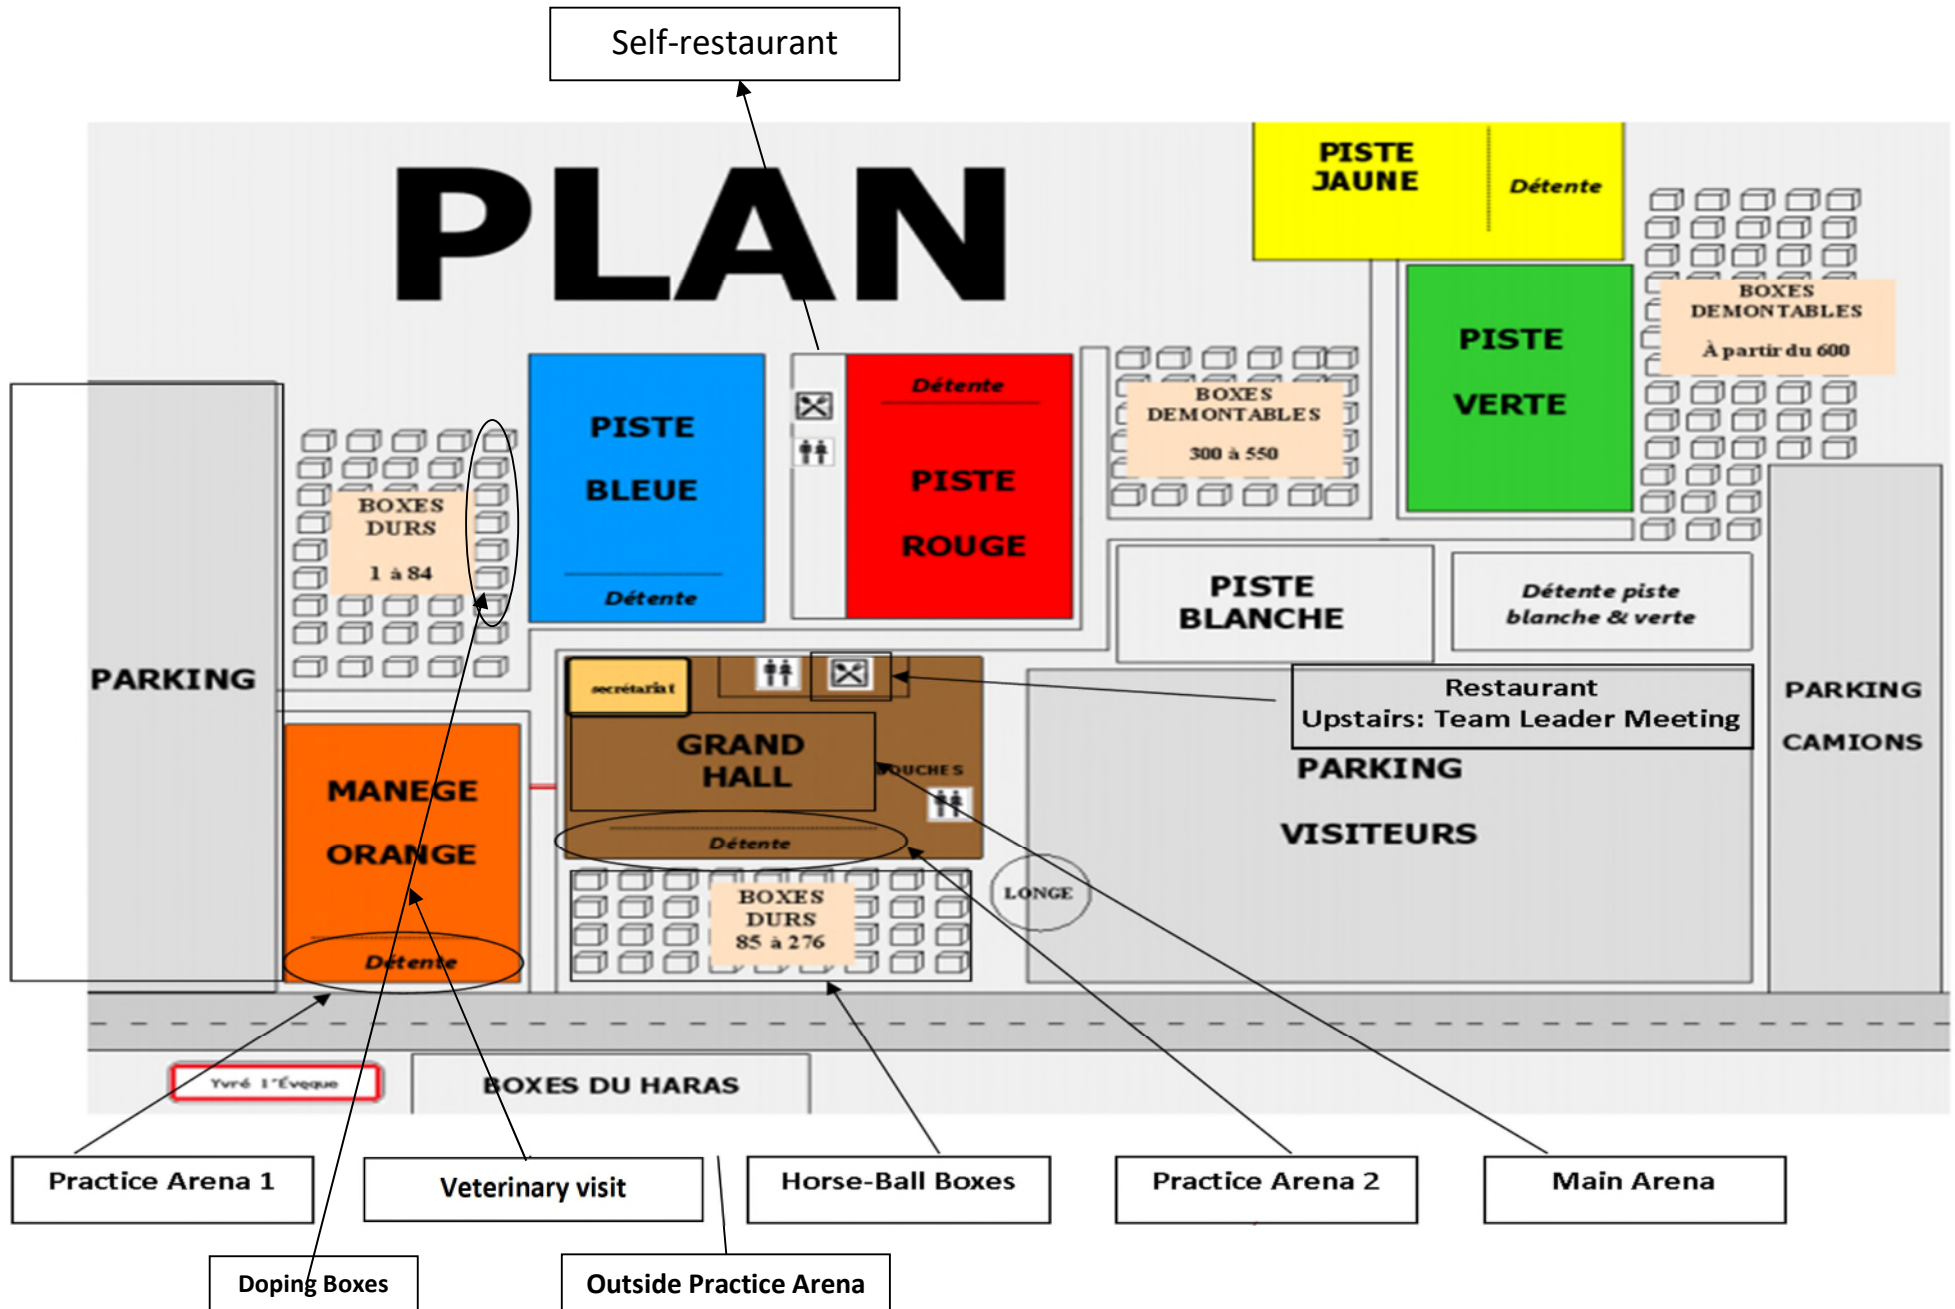 Self-restaurant
PLAN
PISTE
JAUNE
Détente
BOXES
DEMONTABLES
À partir du 600
PISTE
VERTE
PISTE
BLEUE
Détente
Détente
PISTE
ROUGE
BOXES
DEMONTABLES
300 à 550
BOXES
DURS
1 à 84
PISTE
BLANCHE
Détente piste
blanche & verte
PARKING
secrétariat
Restaurant
Upstairs: Team Leader Meeting
PARKING
CAMIONS
GRAND
HALL
PARKING
VISITEURS
MANEGE
ORANGE
Détente
Détente
BOXES
DURS
85 à 276
LONGE
Yvré l'Éveque
BOXES DU HARAS
Practice Arena 1
Veterinary visit
Horse-Ball Boxes
Practice Arena 2
Main Arena
Doping Boxes
Outside Practice Arena